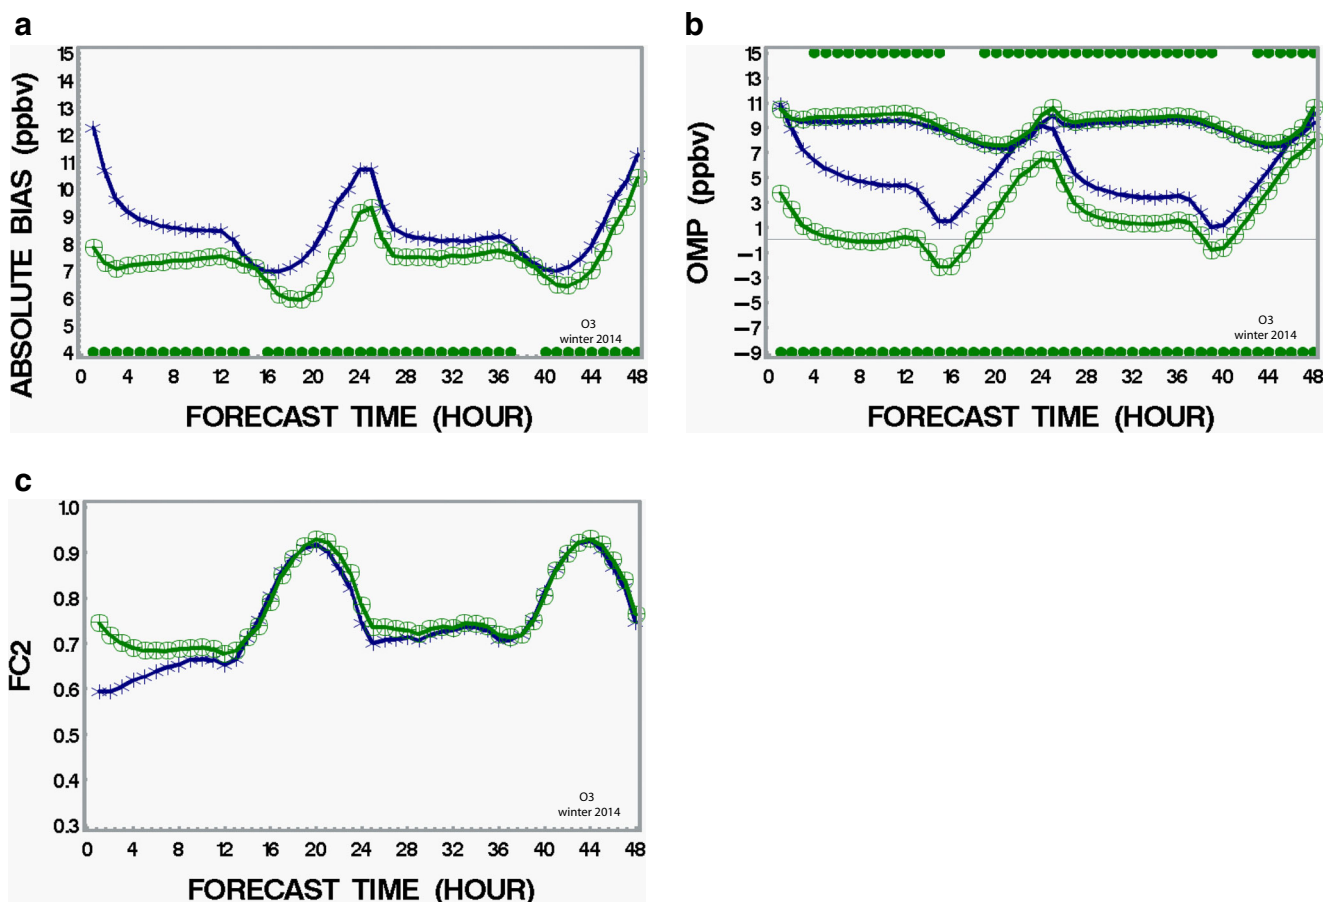 a
ABSOLUTE BIAS (ppbv)
15
14
13
12
11
10
9
8
7
6
5
4
O3
winter 2014
0 4 8 12 16 20 24 28 32 36 40 44 48
FORECAST TIME (HOUR)
b
OMP (ppbv)
15
13
11
9
7
5
3
1
−1
−3
−5
−7
−9
O3
winter 2014
0 4 8 12 16 20 24 28 32 36 40 44 48
FORECAST TIME (HOUR)
c
FC2
1.0
0.9
0.8
0.7
0.6
0.5
0.4
0.3
O3
winter 2014
0 4 8 12 16 20 24 28 32 36 40 44 48
FORECAST TIME (HOUR)